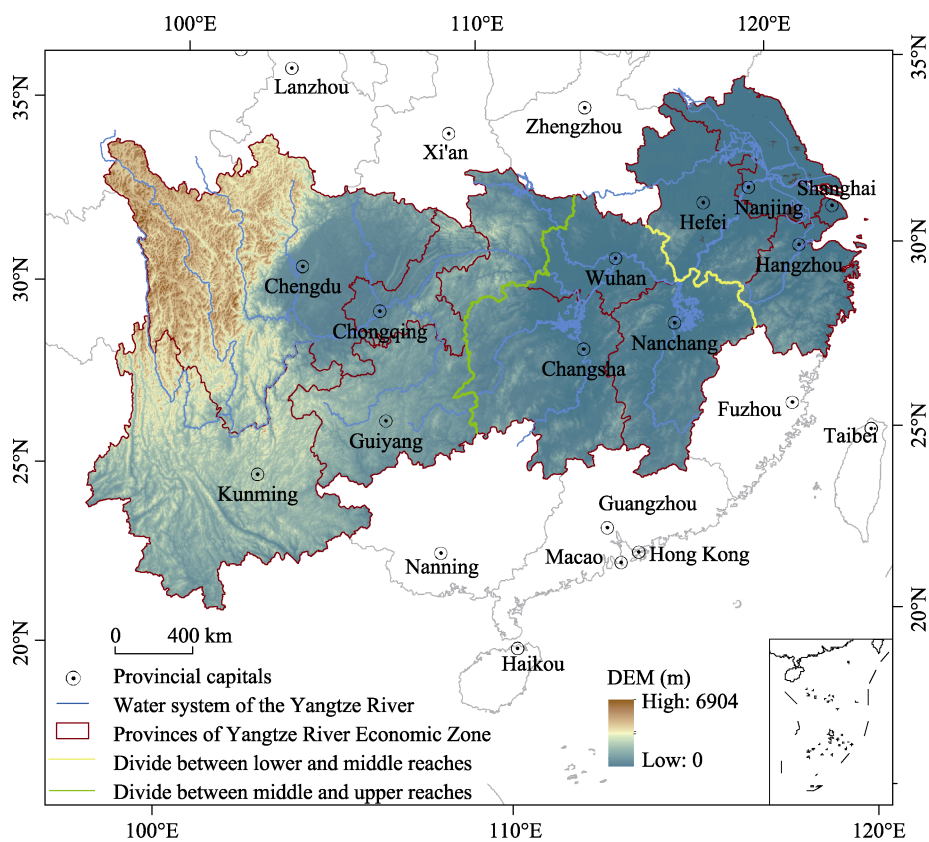 100°E
110°E
120°E
35°N
35°N
Lanzhou
Zhengzhou
Xi'an
Shanghai
Nanjing
Hefei
30°N
Hangzhou
Chengdu
Wuhan
30°N
Chongqing
Nanchang
Changsha
Fuzhou
25°N
Taibei
Guiyang
25°N
Kunming
Guangzhou
Macao
Hong Kong
Nanning
20°N
20°N
0 400 km
Haikou
Provincial capitals
DEM (m)
Water system of the Yangtze River
High: 6904
Provinces of Yangtze River Economic Zone
Divide between lower and middle reaches
Low: 0
Divide between middle and upper reaches
100°E
110°E
120°E